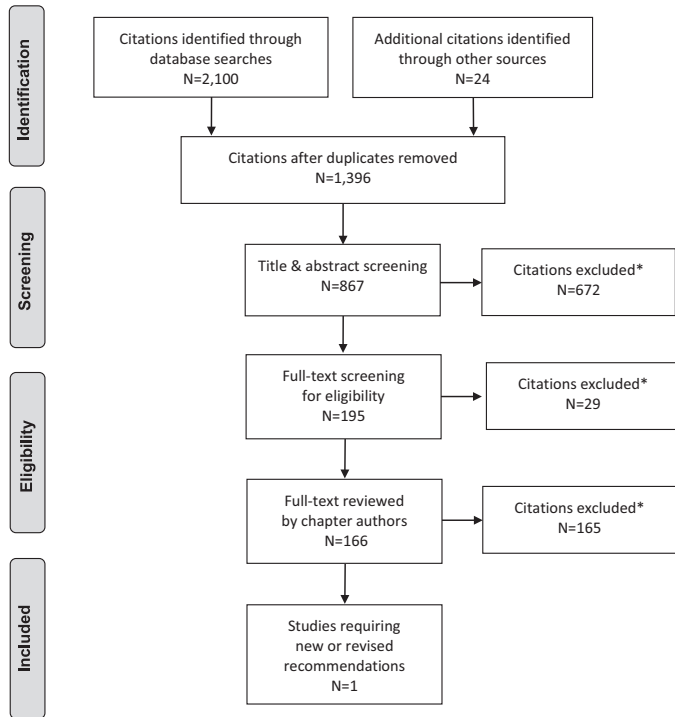 Identification
Citations identified through
database searches
N=2,100
Additional citations identified
through other sources
N=24
Citations after duplicates removed
N=1,396
Screening
Title & abstract screening
N=867
Citations excluded*
N=672
Eligibility
Full-text screening
for eligibility
N=195
Citations excluded*
N=29
Full-text reviewed
by chapter authors
N=166
Citations excluded*
N=165
Included
Studies requiring
new or revised
recommendations
N=1